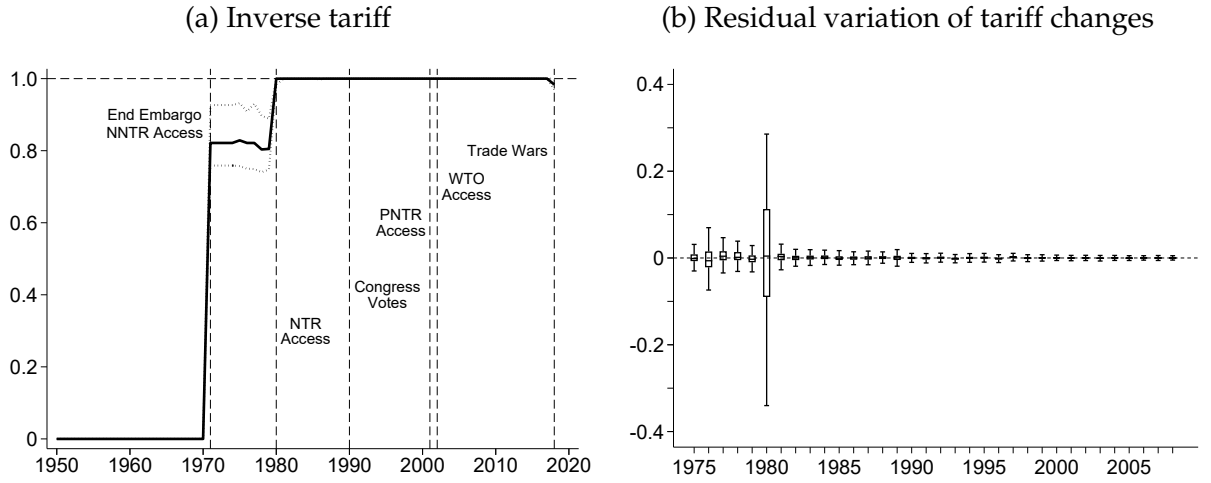 (a) Inverse tariff
1.0
0.8
0.6
0.4
0.2
0
End Embargo
NNTR Access
NTR
Access
Congress
Votes
PNTR
Access
WTO
Access
Trade Wars
1950 1960 1970 1980 1990 2000 2010 2020
(b) Residual variation of tariff changes
0.4
0.2
0
-0.2
-0.4
1975 1980 1985 1990 1995 2000 2005